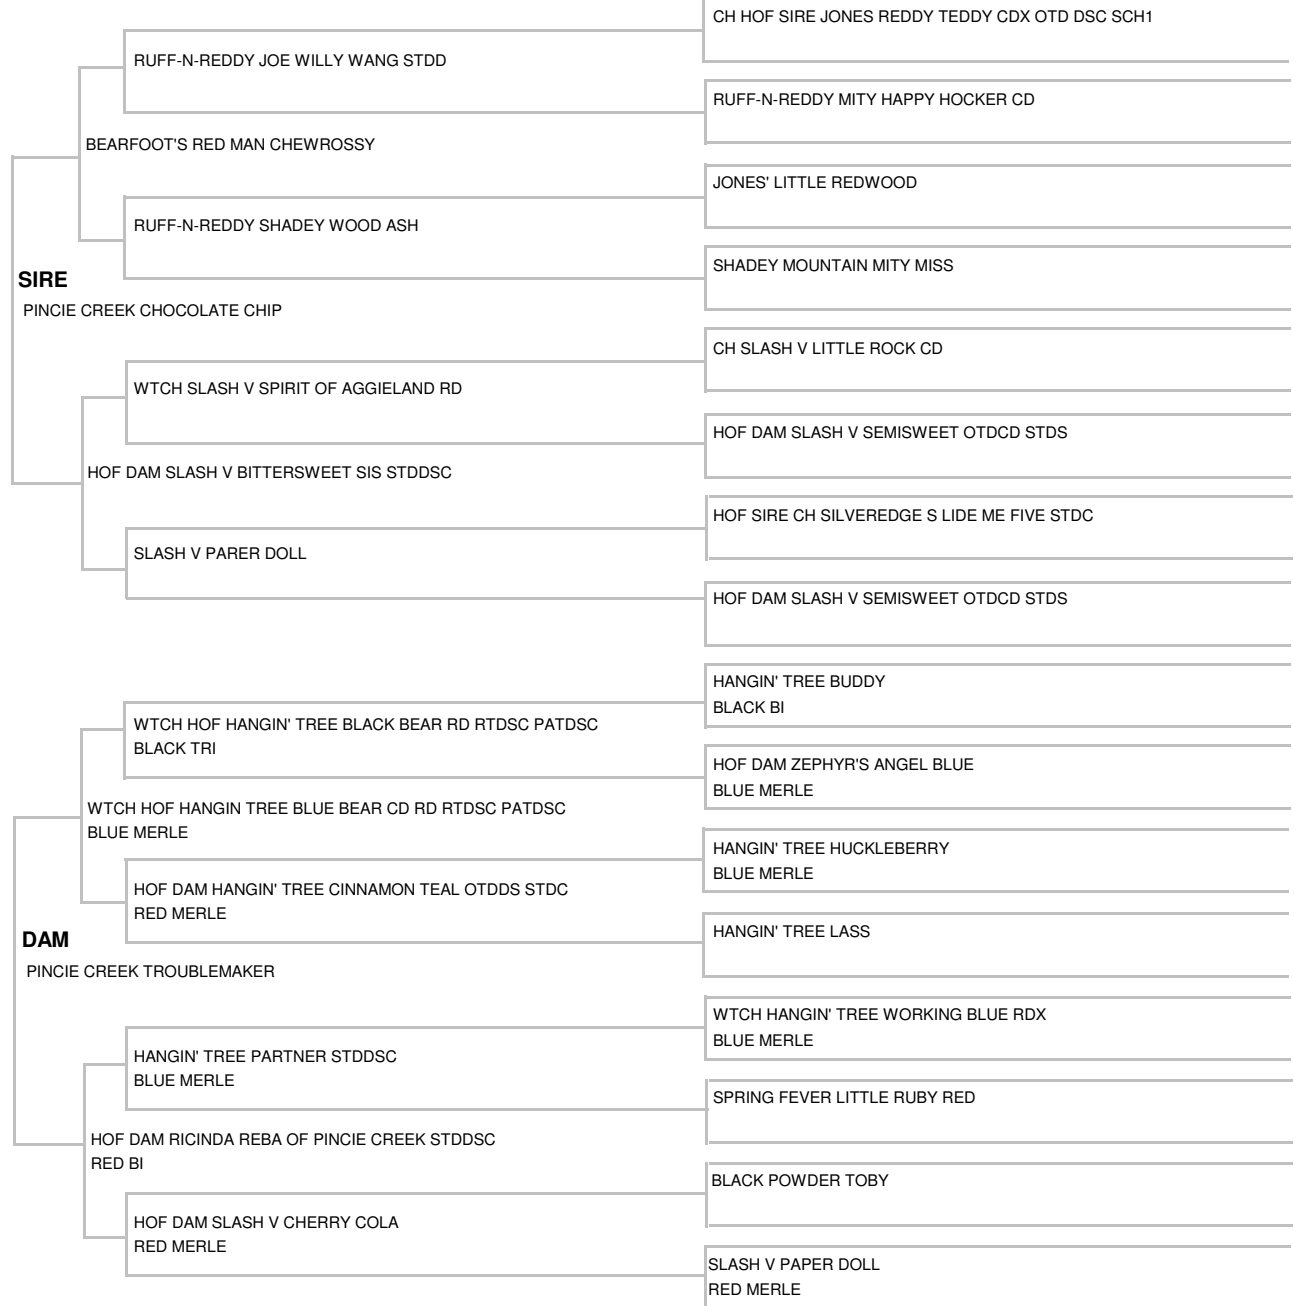 CH HOF SIRE JONES REDDY TEDDY CDX OTD DSC SCH1
RUFF-N-REDDY JOE WILLY WANG STDD
RUFF-N-REDDY MITY HAPPY HOCKER CD
BEARFOOT'S RED MAN CHEWROSSY
JONES' LITTLE REDWOOD
RUFF-N-REDDY SHADEY WOOD ASH
SHADEY MOUNTAIN MITY MISS
SIRE
PINCIE CREEK CHOCOLATE CHIP
CH SLASH V LITTLE ROCK CD
WTCH SLASH V SPIRIT OF AGGIELAND RD
HOF DAM SLASH V SEMISWEET OTDCD STDS
HOF DAM SLASH V BITTERSWEET SIS STDDSC
HOF SIRE CH SILVEREDGE S LIDE ME FIVE STDC
SLASH V PARER DOLL
HOF DAM SLASH V SEMISWEET OTDCD STDS
HANGIN' TREE BUDDY
BLACK BI
WTCH HOF HANGIN' TREE BLACK BEAR RD RTDSC PATDSC
BLACK TRI
HOF DAM ZEPHYR'S ANGEL BLUE
BLUE MERLE
WTCH HOF HANGIN TREE BLUE BEAR CD RD RTDSC PATDSC
BLUE MERLE
HANGIN' TREE HUCKLEBERRY
BLUE MERLE
HOF DAM HANGIN' TREE CINNAMON TEAL OTDDS STDC
RED MERLE
HANGIN' TREE LASS
DAM
PINCIE CREEK TROUBLEMAKER
WTCH HANGIN' TREE WORKING BLUE RDX
BLUE MERLE
HANGIN' TREE PARTNER STDDSC
BLUE MERLE
SPRING FEVER LITTLE RUBY RED
HOF DAM RICINDA REBA OF PINCIE CREEK STDDSC
RED BI
BLACK POWDER TOBY
HOF DAM SLASH V CHERRY COLA
RED MERLE
SLASH V PAPER DOLL
RED MERLE